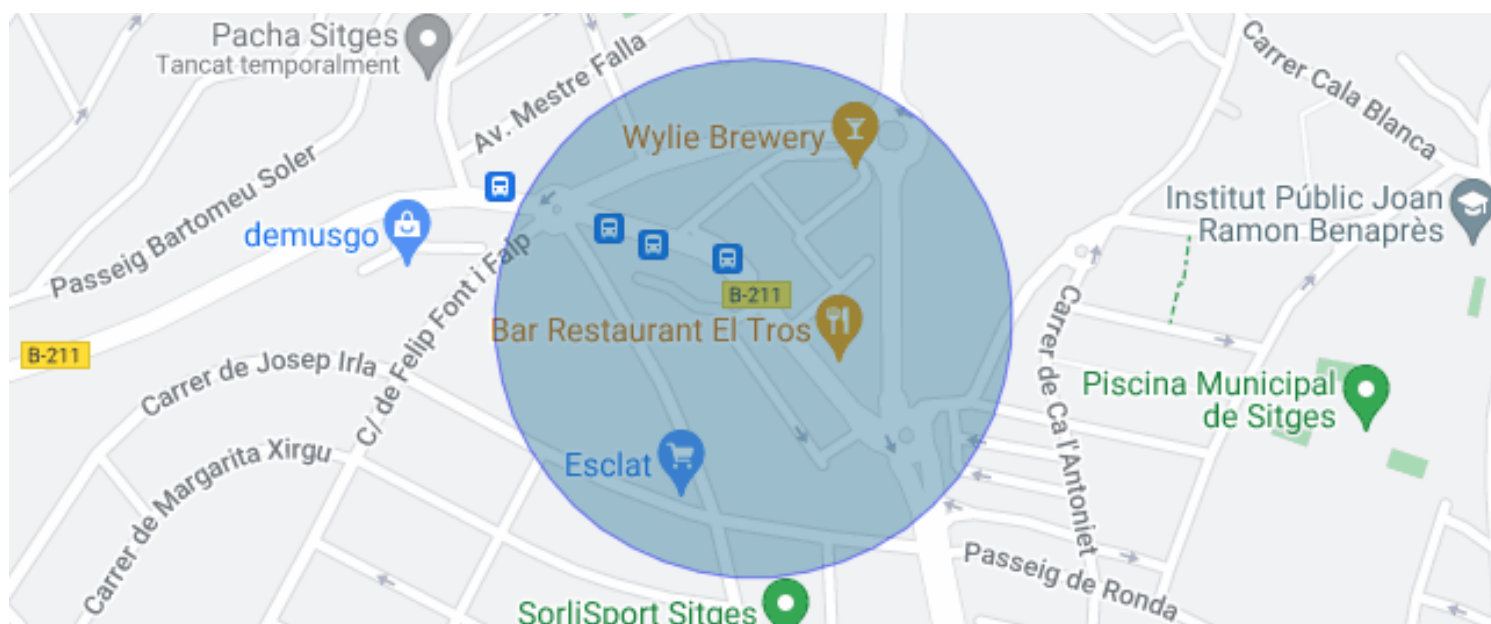 Pacha Sitges
Tancat temporalment
Av. Mestre Falla
Carrer Cala Blanca
Wylie Brewery
Passeig Bartomeu Soler
demusgo
Institut Públic Joan
Ramon Benaprès
B-211
Bar Restaurant El Tros
B-211
C/ de Felip Font i Falp
Carrer de Josep Irla
Carrer de Ca l'Antoniet
Piscina Municipal
de Sitges
Carrer de Margarita Xirgu
Esclat
Passeig de Ronda
SorliSport Sitges